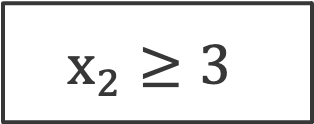 x₂ ≥ 3